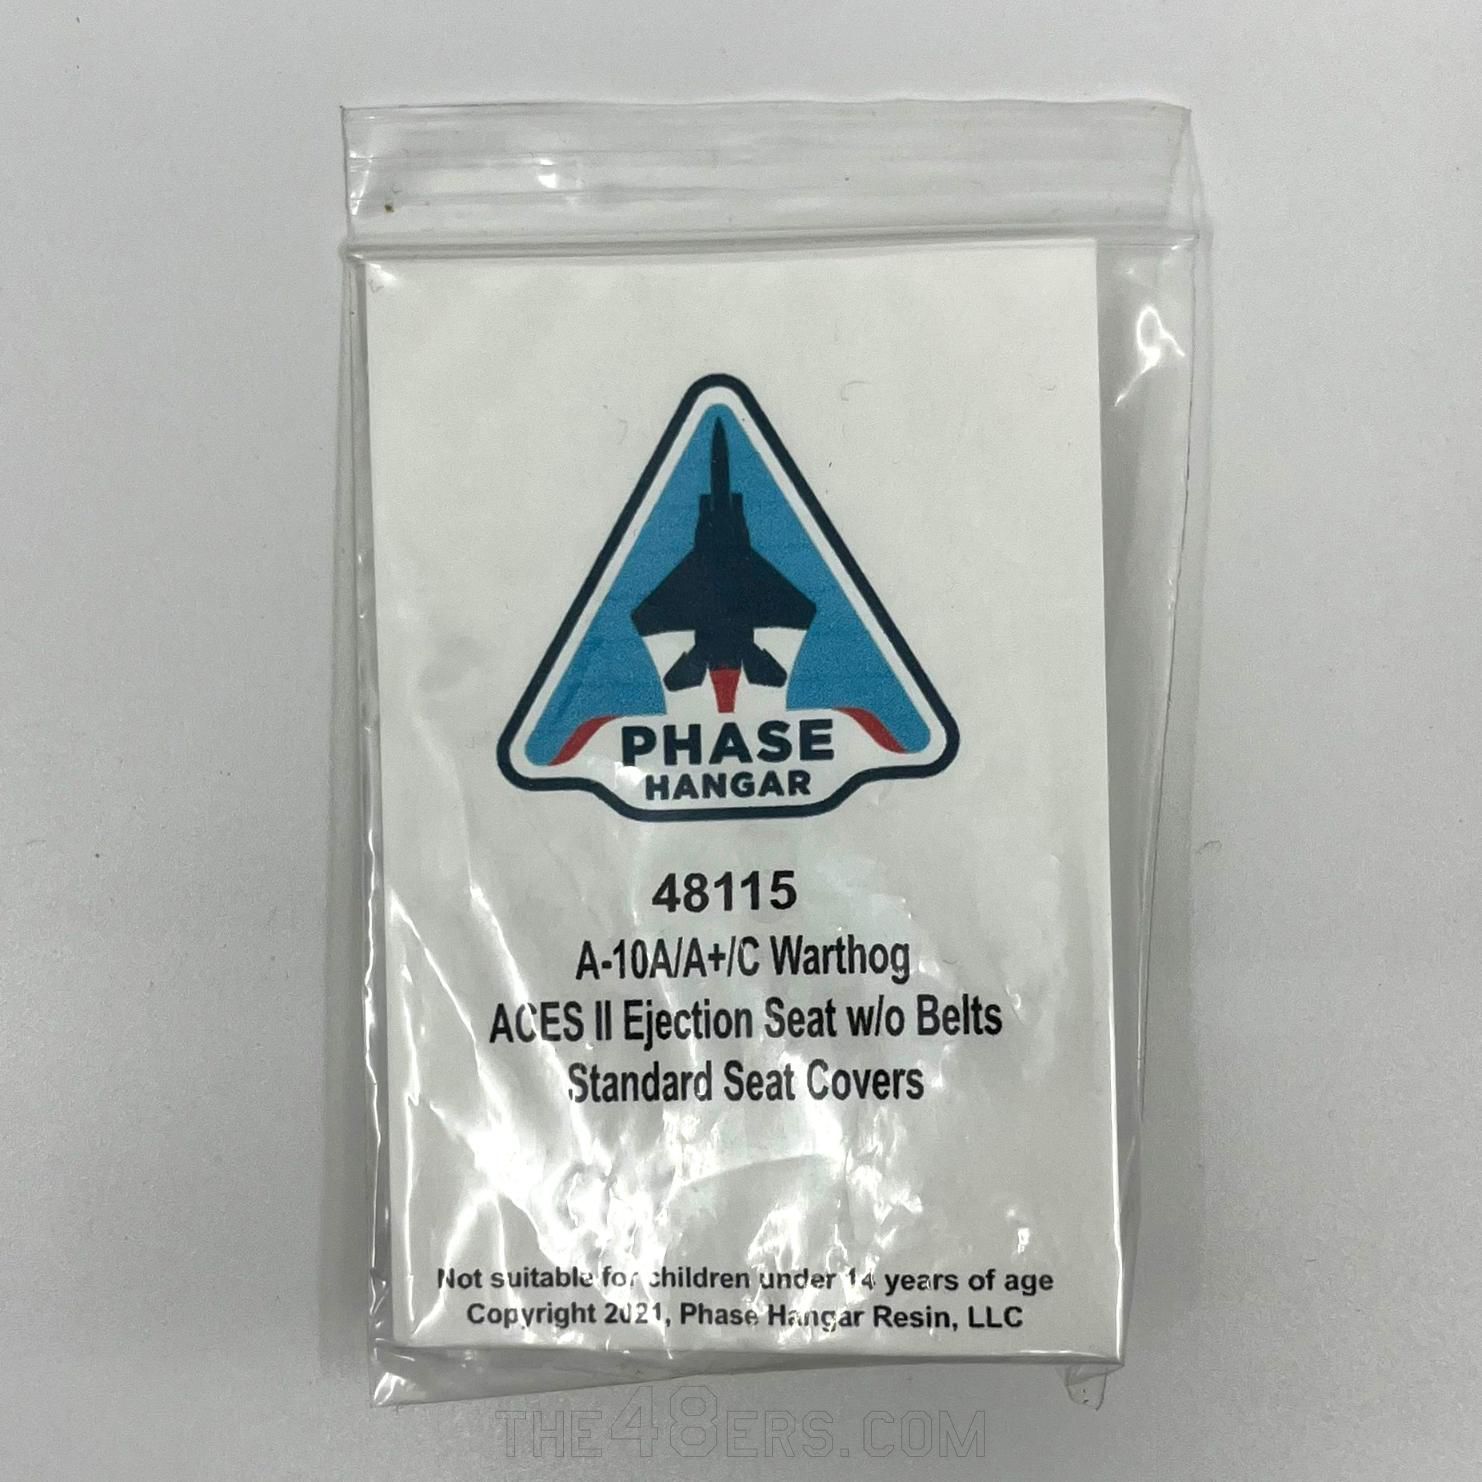 PHASE
HANGAR
48115
A-10A/A+/C Warthog
ACES II Ejection Seat w/o Belts
Standard Seat Covers
Not suitable for children under 14 years of age
Copyright 2021, Phase Hangar Resin, LLC
THE48ERS.COM